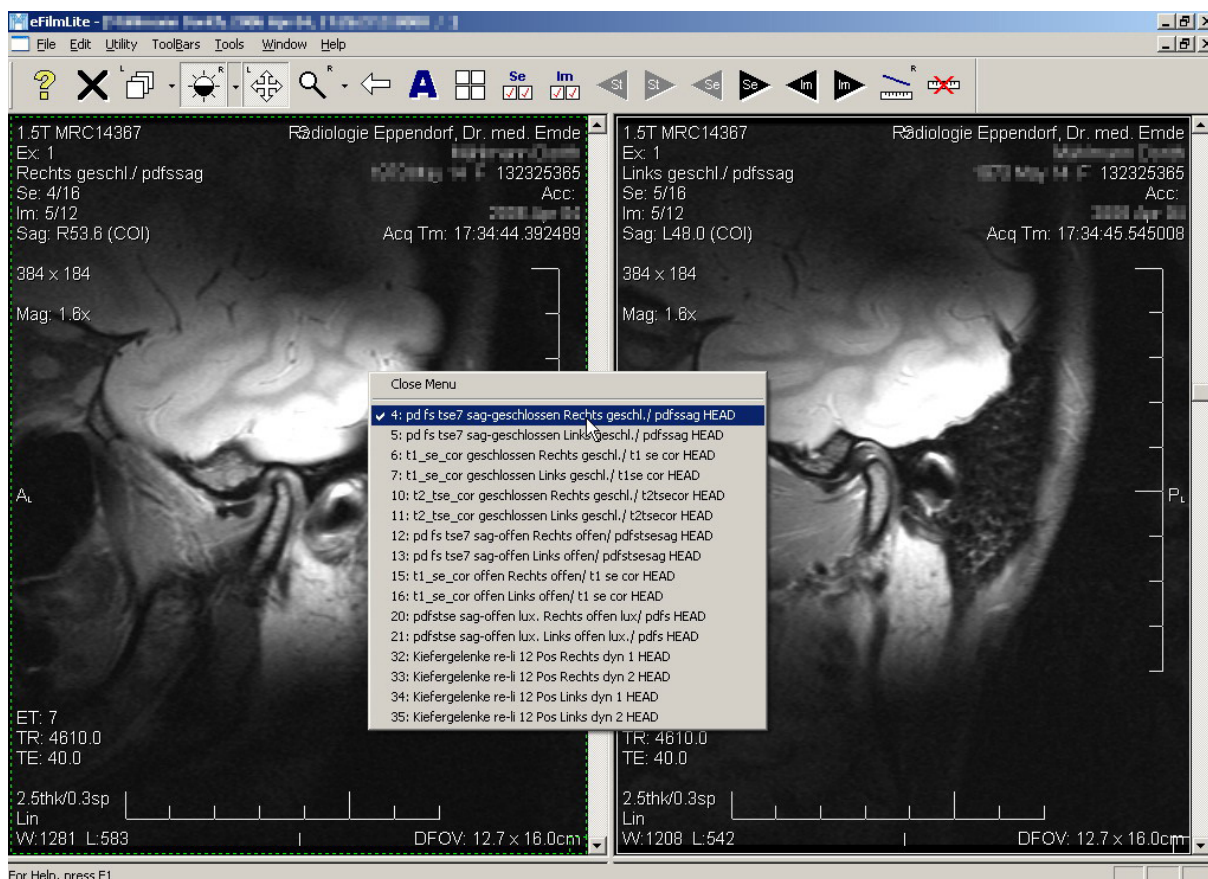 eFilmLite -
File Edit Utility ToolBars Tools Window Help
L R L R R
A Se Im St St Se Se Im Im
1.5T MRC14367
Ex: 1
Rechts geschl./ pdfssag
Se: 4/16
Im: 5/12
Sag: R53.6 (COI)
Radiologie Eppendorf, Dr. med. Emde
132325365
Acc:
Acq Tm: 17:34:44.392489
384 x 184
Mag: 1.6x
AL
ET: 7
TR: 4610.0
TE: 40.0
2.5thk/0.3sp
Lin
W:1281 L:583
DFOV: 12.7 x 16.0cm
1.5T MRC14367
Ex: 1
Links geschl./ pdfssag
Se: 5/16
Im: 5/12
Sag: L48.0 (COI)
Radiologie Eppendorf, Dr. med. Emde
132325365
Acc:
Acq Tm: 17:34:45.545008
384 x 184
Mag: 1.6x
PL
TR: 4610.0
TE: 40.0
2.5thk/0.3sp
Lin
W:1208 L:542
DFOV: 12.7 x 16.0cm
Close Menu
4: pd fs tse7 sag-geschlossen Rechts geschl./ pdfssag HEAD
5: pd fs tse7 sag-geschlossen Links geschl./ pdfssag HEAD
6: t1_se_cor geschlossen Rechts geschl./ t1 se cor HEAD
7: t1_se_cor geschlossen Links geschl./ t1se cor HEAD
10: t2_tse_cor geschlossen Rechts geschl./ t2tsecor HEAD
11: t2_tse_cor geschlossen Links geschl./ t2tsecor HEAD
12: pd fs tse7 sag-offen Rechts offen/ pdfstsesag HEAD
13: pd fs tse7 sag-offen Links offen/ pdfstsesag HEAD
15: t1_se_cor offen Rechts offen/ t1 se cor HEAD
16: t1_se_cor offen Links offen/ t1 se cor HEAD
20: pdfstse sag-offen lux. Rechts offen lux/ pdfs HEAD
21: pdfstse sag-offen lux. Links offen lux./ pdfs HEAD
32: Kiefergelenke re-li 12 Pos Rechts dyn 1 HEAD
33: Kiefergelenke re-li 12 Pos Rechts dyn 2 HEAD
34: Kiefergelenke re-li 12 Pos Links dyn 1 HEAD
35: Kiefergelenke re-li 12 Pos Links dyn 2 HEAD
For Help, press F1